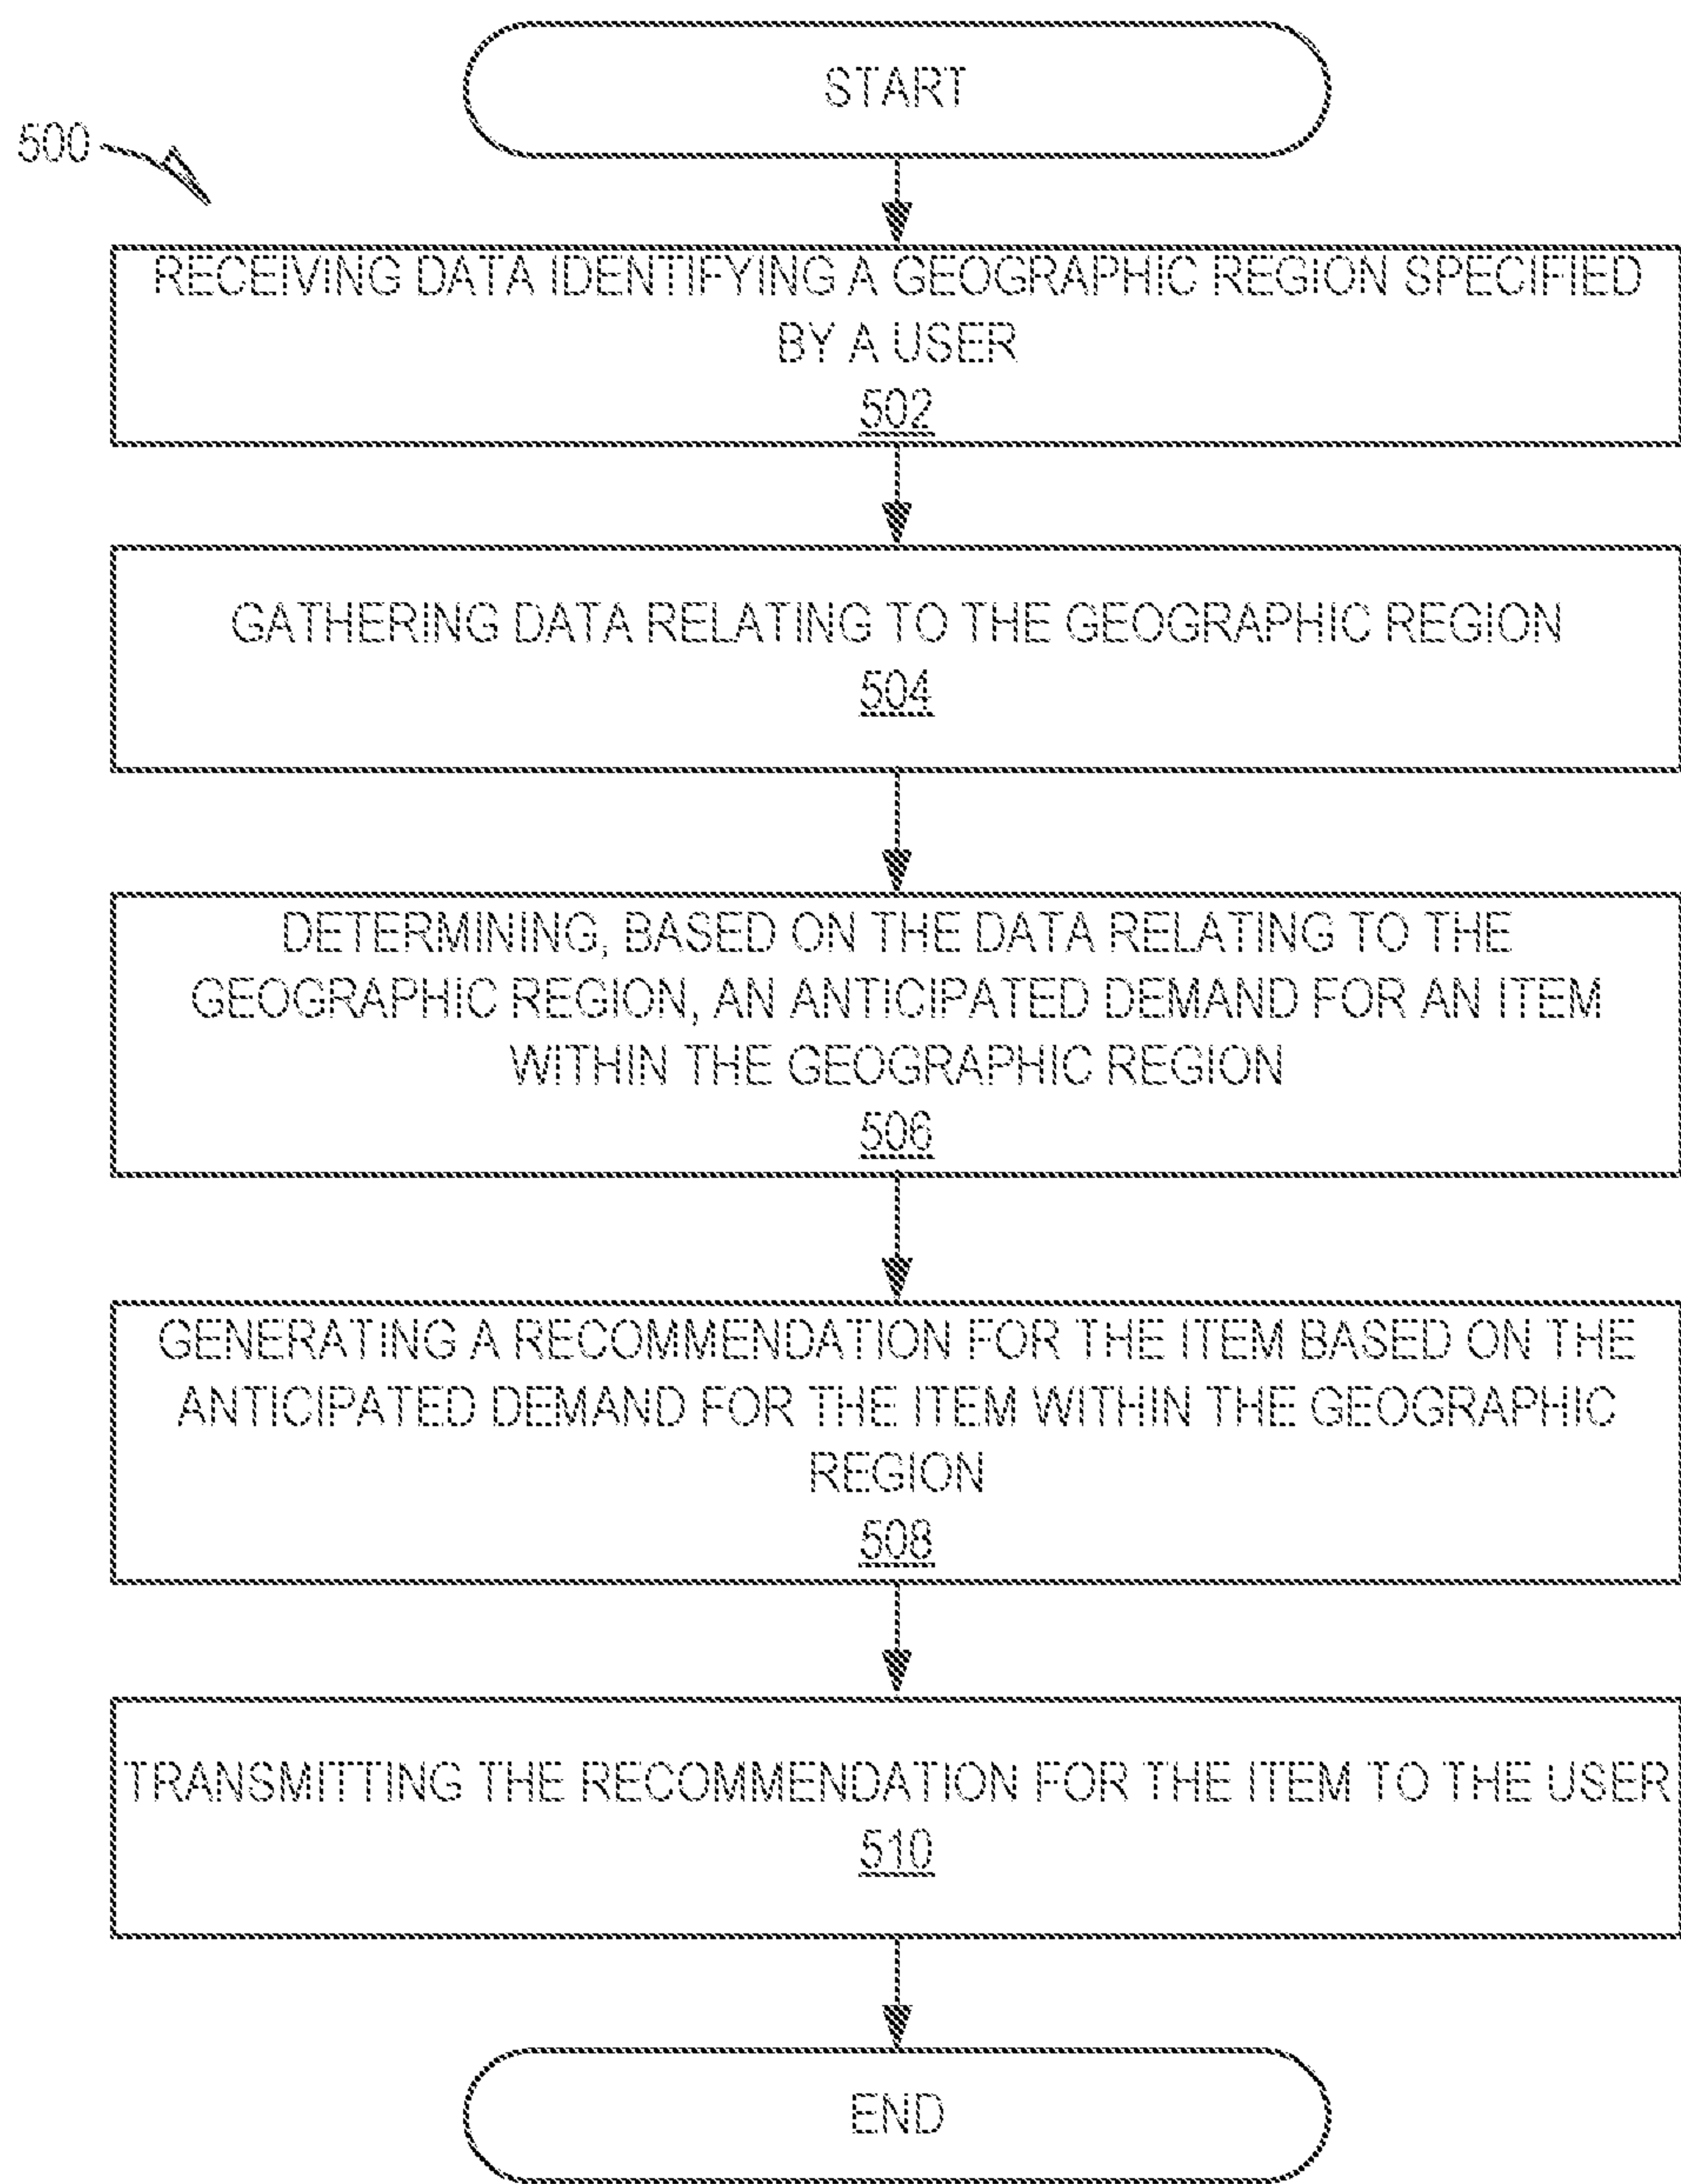 START
500
RECEIVING DATA IDENTIFYING A GEOGRAPHIC REGION SPECIFIED
BY A USER
502
GATHERING DATA RELATING TO THE GEOGRAPHIC REGION
504
DETERMINING, BASED ON THE DATA RELATING TO THE
GEOGRAPHIC REGION, AN ANTICIPATED DEMAND FOR AN ITEM
WITHIN THE GEOGRAPHIC REGION
506
GENERATING A RECOMMENDATION FOR THE ITEM BASED ON THE
ANTICIPATED DEMAND FOR THE ITEM WITHIN THE GEOGRAPHIC
REGION
508
TRANSMITTING THE RECOMMENDATION FOR THE ITEM TO THE USER
510
END